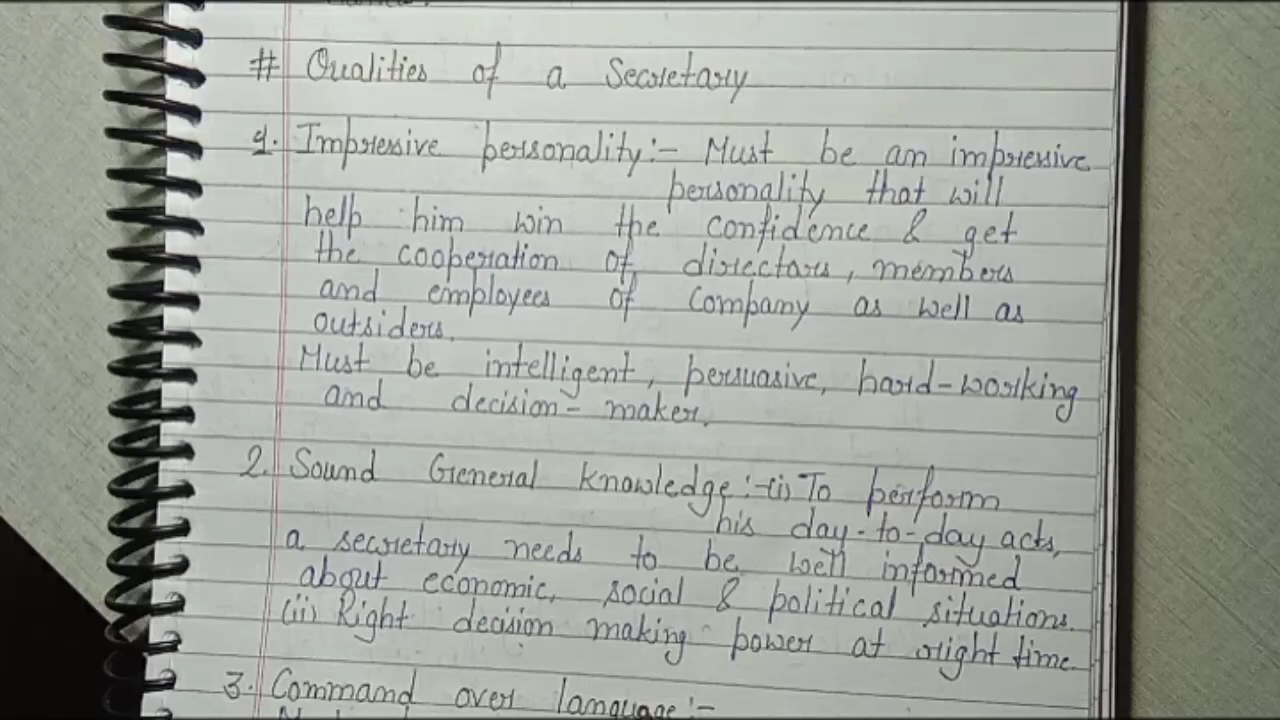 # Qualities of a Secretary
1. Impressive personality:- Must be an impressive
personality that will
help him win the confidence & get
the cooperation of directors, members
and employees of company as well as
outsiders.
Must be intelligent, persuasive, hard-working
and decision-maker.
2. Sound General knowledge:-(i) To perform
his day-to-day acts,
a secretary needs to be well informed
about economic, social & political situations.
(ii) Right decision making power at right time
3. Command over language:-